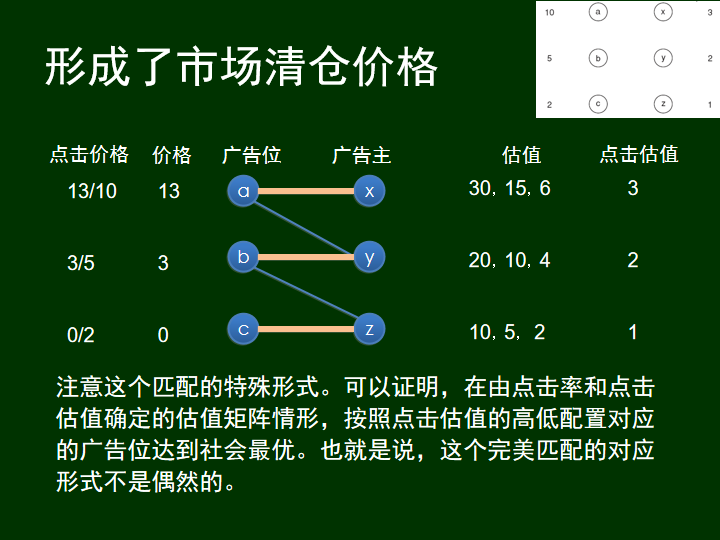 10 a x 3
5 b y 2
2 c z 1
形成了市场清仓价格
点击价格 价格 广告位 广告主 估值 点击估值
13/10 13 a x 30, 15, 6 3
3/5 3 b y 20, 10, 4 2
0/2 0 c z 10, 5, 2 1
注意这个匹配的特殊形式。可以证明，在由点击率和点击
估值确定的估值矩阵情形，按照点击估值的高低配置对应
的广告位达到社会最优。也就是说，这个完美匹配的对应
形式不是偶然的。